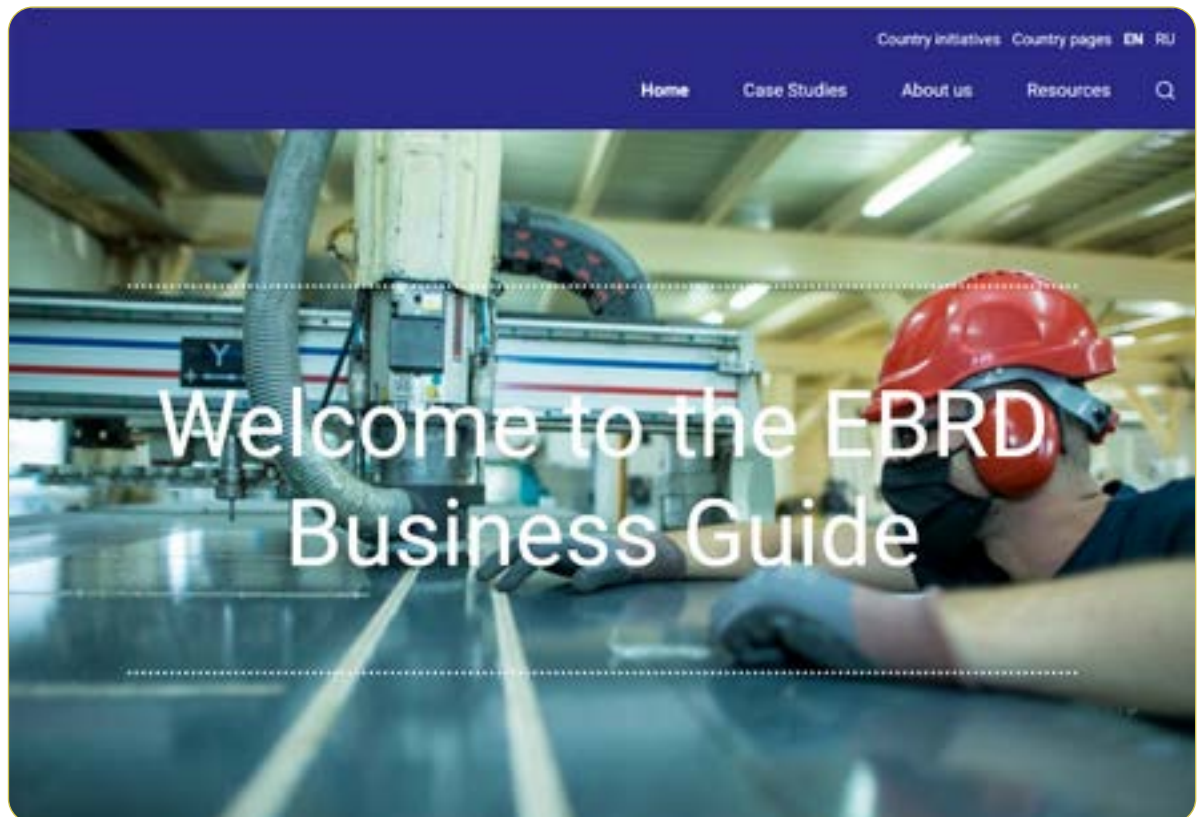 Country initiatives Country pages EN RU
Home Case Studies About us Resources
Y
Welcome to the EBRD
Business Guide